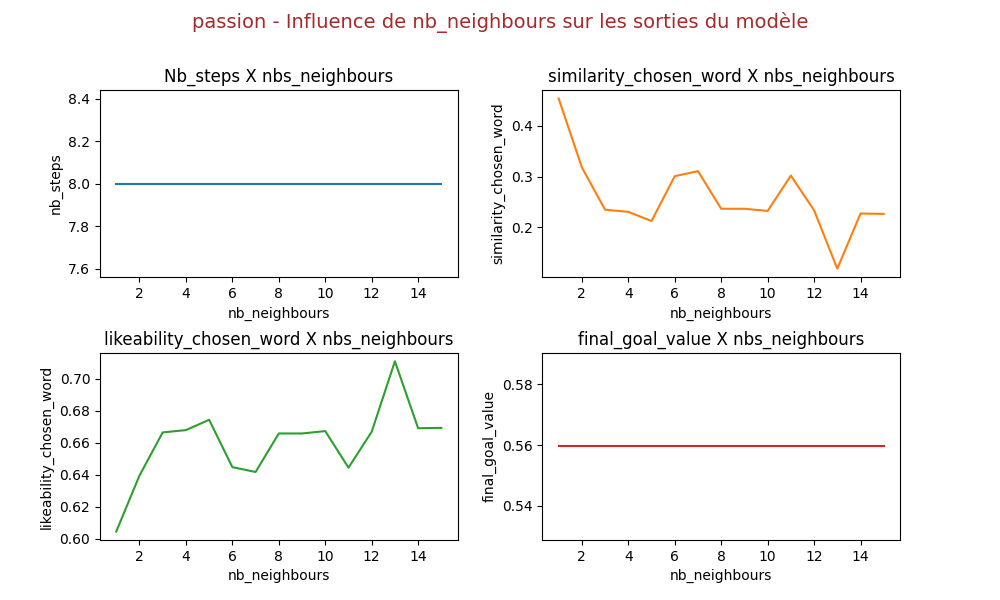 passion - Influence de nb_neighbours sur les sorties du modèle
Nb_steps X nbs_neighbours
8.4
8.2
8.0
7.8
7.6
nb_steps
2 4 6 8 10 12 14
nb_neighbours
similarity_chosen_word X nbs_neighbours
0.4
0.3
0.2
similarity_chosen_word
2 4 6 8 10 12 14
nb_neighbours
likeability_chosen_word X nbs_neighbours
0.70
0.68
0.66
0.64
0.62
0.60
likeability_chosen_word
2 4 6 8 10 12 14
nb_neighbours
final_goal_value X nbs_neighbours
0.58
0.56
0.54
final_goal_value
2 4 6 8 10 12 14
nb_neighbours